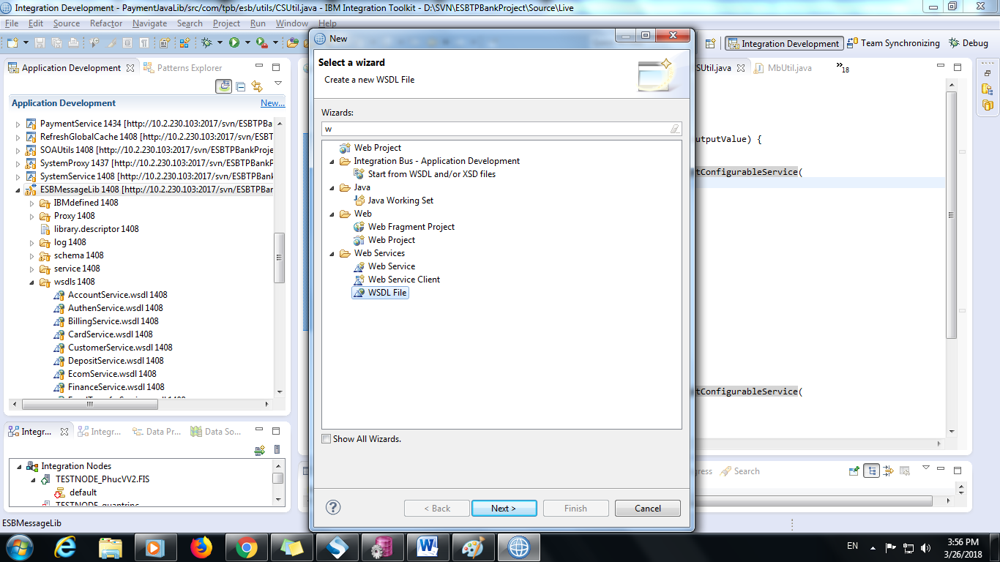 Integration Development - PaymentJavaLib/src/com/tpb/esb/utils/CSUtil.java - IBM Integration Toolkit - D:\SVN\ESBTPBankProject\Source\Live
File Edit Source Refactor Navigate Search Project Run Window Help
Integration Development Team Synchronizing Debug
Application Development Patterns Explorer
Application Development New...
PaymentService 1434 [http://10.2.230.103:2017/svn/ESBTPBa
RefreshGlobalCache 1408 [http://10.2.230.103:2017/svn/ESBT
SOAUtils 1408 [http://10.2.230.103:2017/svn/ESBTPBankProje
SystemProxy 1437 [http://10.2.230.103:2017/svn/ESBTPBankF
SystemService 1408 [http://10.2.230.103:2017/svn/ESBTPBank
ESBMessageLib 1408 [http://10.2.230.103:2017/svn/ESBTPBar
IBMdefined 1408
Proxy 1408
library.descriptor 1408
log 1408
schema 1408
service 1408
wsdls 1408
AccountService.wsdl 1408
AuthenService.wsdl 1408
BillingService.wsdl 1408
CardService.wsdl 1408
CustomerService.wsdl 1408
DepositService.wsdl 1408
EcomService.wsdl 1408
FinanceService.wsdl 1408
Integr... Integr... Data Pr... Data So...
Integration Nodes
TESTNODE_PhucVV2.FIS
default
TESTNODE_quantrinc
ESBMessageLib
New
Select a wizard
Create a new WSDL File
Wizards:
w
Web Project
Integration Bus - Application Development
Start from WSDL and/or XSD files
Java
Java Working Set
Web
Web Fragment Project
Web Project
Web Services
Web Service
Web Service Client
WSDL File
Show All Wizards.
? < Back Next > Finish Cancel
SUtil.java MbUtil.java »18
utputValue) {
tConfigurableService(
tConfigurableService(
gress Search
EN 3:56 PM
3/26/2018